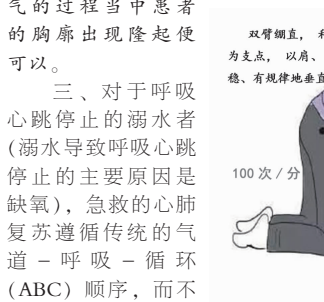 气的过程当中患者
的胸廓出现隆起便
可以。
三、对于呼吸
心跳停止的溺水者
(溺水导致呼吸心跳
停止的主要原因是
缺氧)，急救的心肺
复苏遵循传统的气
道－呼吸－循环
(ABC) 顺序，而不
双臂绷直，
为支点，以肩、
稳、有规律地垂直
100 次 / 分